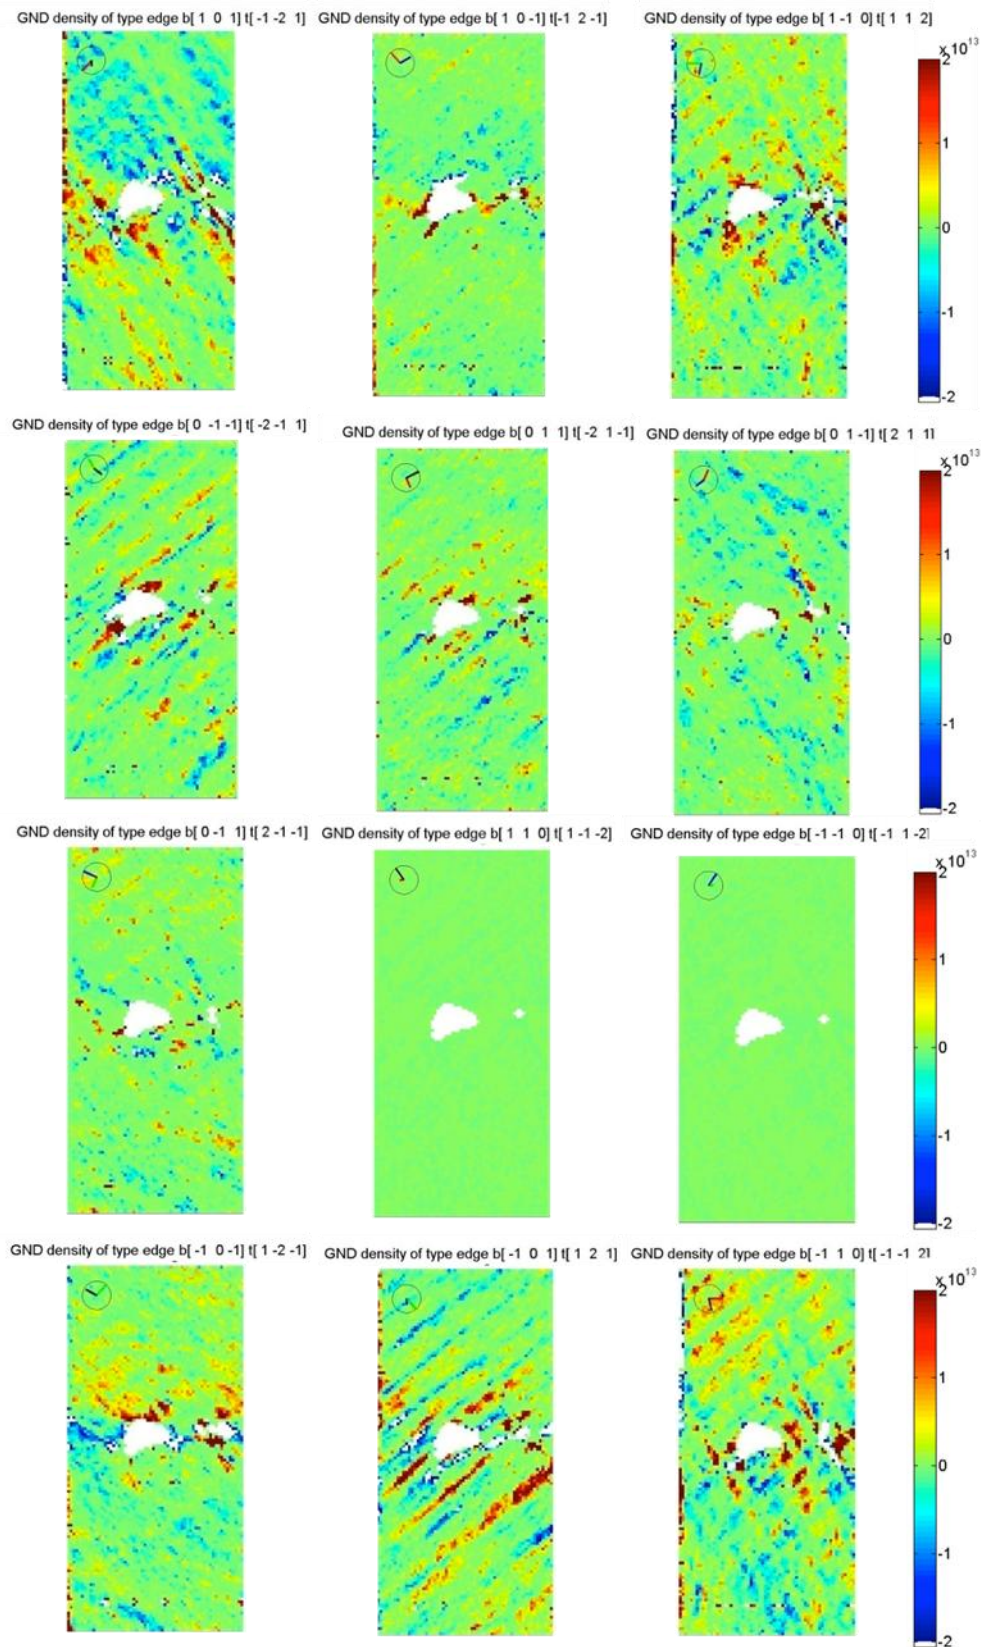 GND density of type edge b[ 1 0 1] t[ -1 -2 1]
GND density of type edge b[ 1 0 -1] t[-1 2 -1]
GND density of type edge b[ 1 -1 0] t[ 1 1 2]
x 10^13
2
1
0
-1
-2
GND density of type edge b[ 0 -1 -1] t[ -2 -1 1]
GND density of type edge b[ 0 1 1] t[ -2 1 -1]
GND density of type edge b[ 0 1 -1] t[ 2 1 1]
x 10^13
2
1
0
-1
-2
GND density of type edge b[ 0 -1 1] t[ 2 -1 -1]
GND density of type edge b[ 1 1 0] t[ 1 -1 -2]
GND density of type edge b[ -1 -1 0] t[ -1 1 -2]
x 10^13
2
1
0
-1
-2
GND density of type edge b[ -1 0 -1] t[ 1 -2 -1]
GND density of type edge b[ -1 0 1] t[ 1 2 1]
GND density of type edge b[ -1 1 0] t[ -1 -1 2]
x 10^13
2
1
0
-1
-2